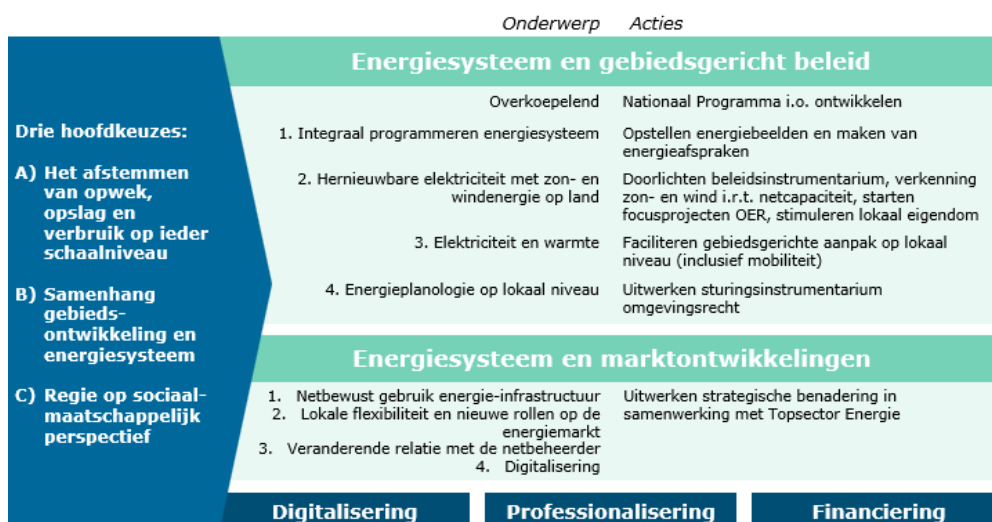 Onderwerp Acties
Drie hoofdkeuzes:
A) Het afstemmen
van opwek,
opslag en
verbruik op ieder
schaalniveau
B) Samenhang
gebieds-
ontwikkeling en
energiesysteem
C) Regie op sociaal-
maatschappelijk
perspectief
Energiesysteem en gebiedsgericht beleid
Overkoepelend
Nationaal Programma i.o. ontwikkelen
1. Integraal programmeren energiesysteem
Opstellen energiebeelden en maken van
energieafspraken
2. Hernieuwbare elektriciteit met zon- en
windenergie op land
Doorlichten beleidsinstrumentarium, verkenning
zon- en wind i.r.t. netcapaciteit, starten
focusprojecten OER, stimuleren lokaal eigendom
3. Elektriciteit en warmte
Faciliteren gebiedsgerichte aanpak op lokaal
niveau (inclusief mobiliteit)
4. Energieplanologie op lokaal niveau
Uitwerken sturingsinstrumentarium
omgevingsrecht
Energiesysteem en marktontwikkelingen
1. Netbewust gebruik energie-infrastructuur
2. Lokale flexibiliteit en nieuwe rollen op de
energiemarkt
3. Veranderende relatie met de netbeheerder
4. Digitalisering
Uitwerken strategische benadering in
samenwerking met Topsector Energie
Digitalisering Professionalisering Financiering